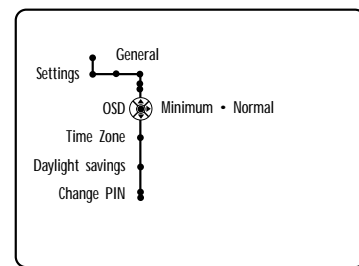 General
Settings
OSD Minimum • Normal
Time Zone
Daylight savings
Change PIN